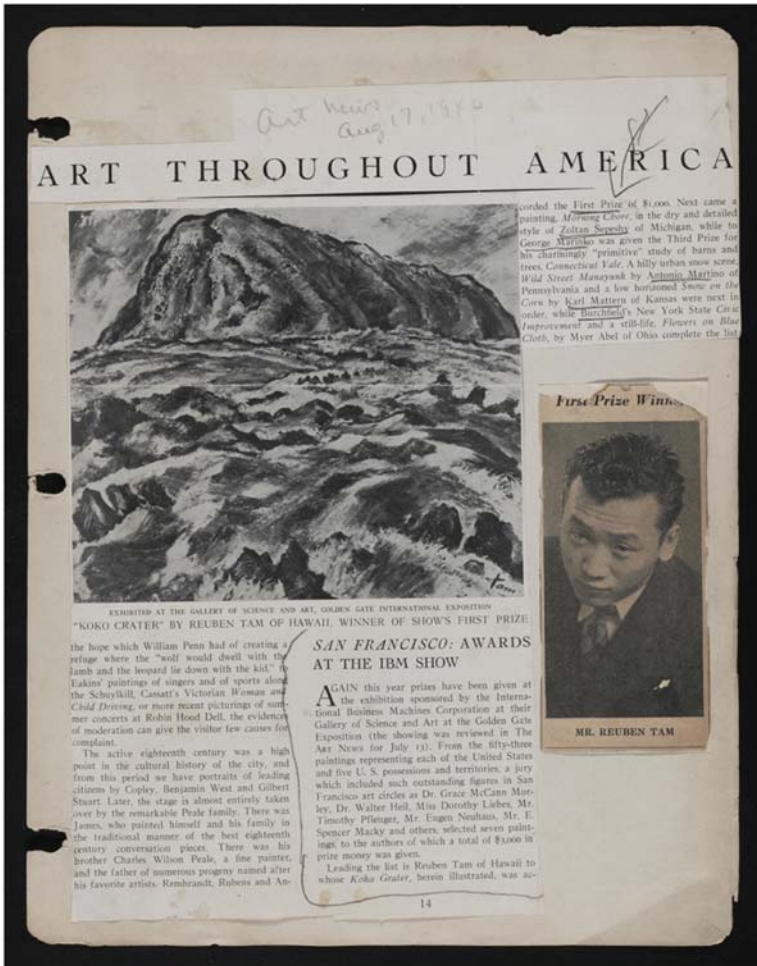 Art News
Aug 17, 1940
ART THROUGHOUT AMERICA
tam
EXHIBITED AT THE GALLERY OF SCIENCE AND ART, GOLDEN GATE INTERNATIONAL EXPOSITION
"KOKO CRATER" BY REUBEN TAM OF HAWAII, WINNER OF SHOW'S FIRST PRIZE
the hope which William Penn had of creating a
refuge where the "wolf would dwell with the
lamb and the leopard lie down with the kid," to
Eakins' paintings of singers and of sports along
the Schuylkill, Cassatt's Victorian Woman and
Child Driving, or more recent picturings of sum-
mer concerts at Robin Hood Dell, the evidences
of moderation can give the visitor few causes for
complaint.
The active eighteenth century was a high
point in the cultural history of the city, and
from this period we have portraits of leading
citizens by Copley, Benjamin West and Gilbert
Stuart. Later, the stage is almost entirely taken
over by the remarkable Peale family. There was
James, who painted himself and his family in
the traditional manner of the best eighteenth
century conversation pieces. There was his
brother Charles Wilson Peale, a fine painter,
and the father of numerous progeny named after
his favorite artists. Rembrandt, Rubens and An-
SAN FRANCISCO: AWARDS
AT THE IBM SHOW
AGAIN this year prizes have been given at
the exhibition sponsored by the Interna-
tional Business Machines Corporation at their
Gallery of Science and Art at the Golden Gate
Exposition (the showing was reviewed in The
ART NEWS for July 13). From the fifty-three
paintings representing each of the United States
and five U. S. possessions and territories, a jury
which included such outstanding figures in San
Francisco art circles as Dr. Grace McCann Mor-
ley, Dr. Walter Heil, Miss Dorothy Liebes, Mr.
Timothy Pflueger, Mr. Eugen Neuhaus, Mr. E.
Spencer Macky and others, selected seven paint-
ings, to the authors of which a total of $3,000 in
prize money was given.
Leading the list is Reuben Tam of Hawaii to
whose Koka Grater, herein illustrated, was ac-
corded the First Prize of $1,000. Next came a
painting, Morning Chore, in the dry and detailed
style of Zoltan Sepeshy of Michigan, while to
George Marinko was given the Third Prize for
his charmingly "primitive" study of barns and
trees, Connecticut Vale. A hilly urban snow scene,
Wild Street Manayunk by Antonio Martino of
Pennsylvania and a low horizoned Snow on the
Corn by Karl Mattern of Kansas were next in
order, while Burchfield's New York State Civic
Improvement and a still-life, Flowers on Blue
Cloth, by Myer Abel of Ohio complete the list.
First Prize
MR. REUBEN TAM
14